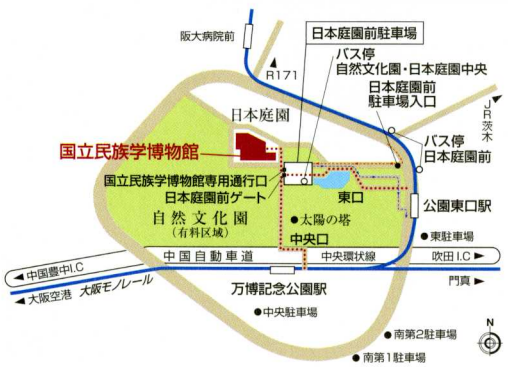 阪大病院前
日本庭園前駐車場
R171
バス停
自然文化園・日本庭園中央
日本庭園前
駐車場入口
JR茨木
日本庭園
バス停
日本庭園前
国立民族学博物館
国立民族学博物館専用通行口
日本庭園前ゲート
東口
公園東口駅
自然文化園
(有料区域)
太陽の塔
中央口
東駐車場
中国自動車道
中央環状線
吹田I.C
中国豊中I.C
大阪空港
大阪モノレール
万博記念公園駅
門真
中央駐車場
南第2駐車場
南第1駐車場
N